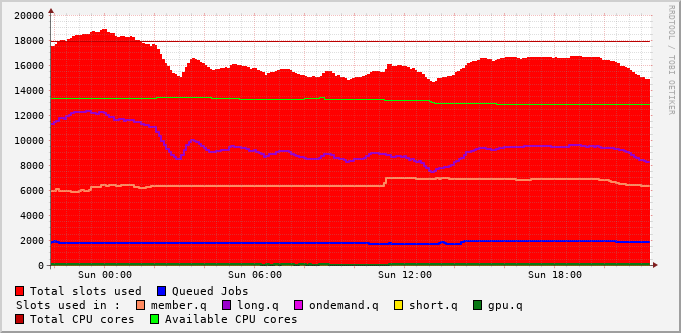 20000
18000
16000
14000
12000
10000
8000
6000
4000
2000
0
Sun 00:00 Sun 06:00 Sun 12:00 Sun 18:00
Total slots used Queued Jobs
Slots used in : member.q long.q ondemand.q short.q gpu.q
Total CPU cores Available CPU cores
RRDTOOL / TOBI OETIKER